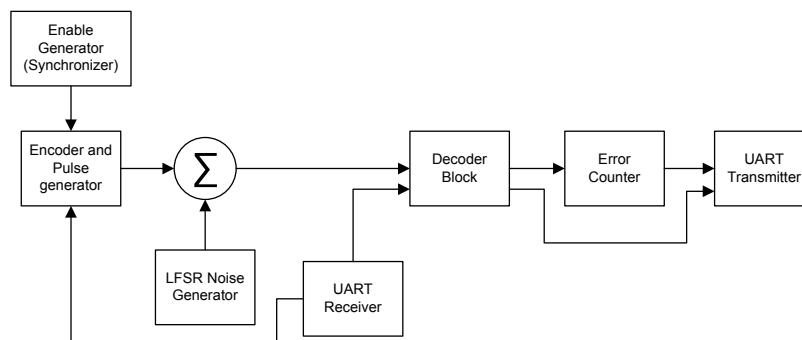 Enable
Generator
(Synchronizer)
Encoder and
Pulse
generator
Σ
Decoder
Block
Error
Counter
UART
Transmitter
LFSR Noise
Generator
UART
Receiver